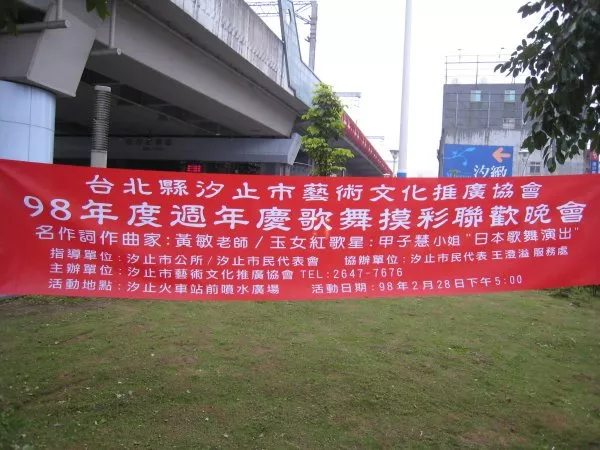 汐緻
台北縣汐止市藝術文化推廣協會
98年度週年慶歌舞摸彩聯歡晚會
名作詞作曲家:黃敏老師/玉女紅歌星:甲子慧小姐"日本歌舞演出"
指導單位:汐止市公所/汐止市民代表會 協辦單位:汐止市民代表 王澄溢 服務處
主辦單位:汐止市藝術文化推廣協會 TEL:2647-7676
活動地點:汐止火車站前噴水廣場 活動日期:98年2月28日下午5:00